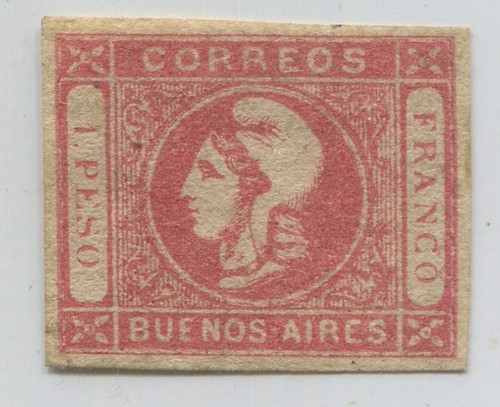 CORREOS
1. PESO
FRANCO
BUENOS AIRES